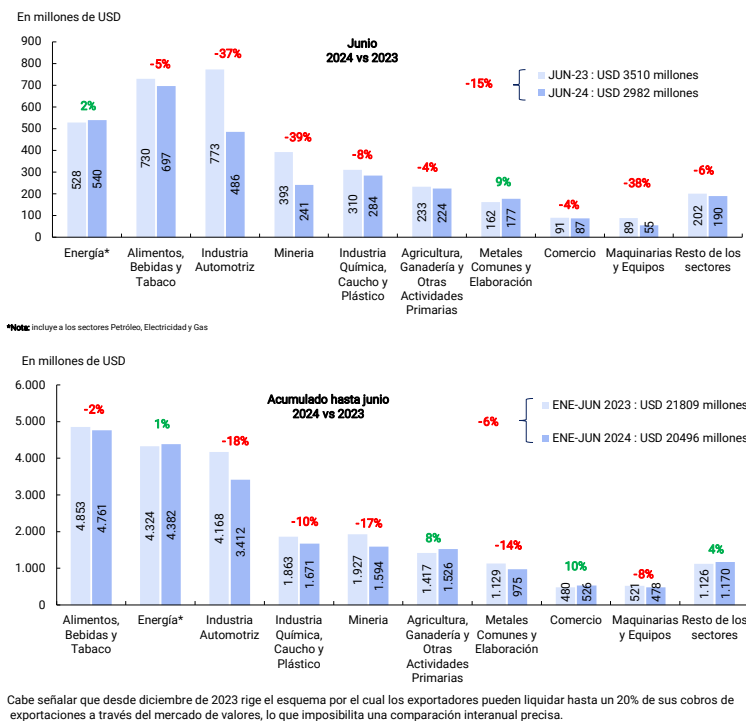 En millones de USD
Junio
2024 vs 2023
900
800
700
600
500
400
300
200
100
0
2%
-5%
-37%
-39%
-8%
-4%
9%
-4%
-38%
-6%
-15%
JUN-23 : USD 3510 millones
JUN-24 : USD 2982 millones
528
540
730
697
773
486
393
241
310
284
233
224
162
177
91
87
89
55
202
190
Energía*
Alimentos,
Bebidas y
Tabaco
Industria
Automotriz
Mineria
Industria
Química,
Caucho y
Plástico
Agricultura,
Ganadería y
Otras
Actividades
Primarias
Metales
Comunes y
Elaboración
Comercio
Maquinarias
y Equipos
Resto de los
sectores
*Nota: incluye a los sectores Petróleo, Electricidad y Gas
En millones de USD
Acumulado hasta junio
2024 vs 2023
6.000
5.000
4.000
3.000
2.000
1.000
0
-2%
1%
-18%
-10%
-17%
8%
-14%
10%
-8%
4%
-6%
ENE-JUN 2023 : USD 21809 millones
ENE-JUN 2024 : USD 20496 millones
4.853
4.761
4.324
4.382
4.168
3.412
1.863
1.671
1.927
1.594
1.417
1.526
1.129
975
480
526
521
478
1.126
1.170
Alimentos,
Bebidas y
Tabaco
Energía*
Industria
Automotriz
Industria
Química,
Caucho y
Plástico
Mineria
Agricultura,
Ganadería y
Otras
Actividades
Primarias
Metales
Comunes y
Elaboración
Comercio
Maquinarias
y Equipos
Resto de los
sectores
Cabe señalar que desde diciembre de 2023 rige el esquema por el cual los exportadores pueden liquidar hasta un 20% de sus cobros de
exportaciones a través del mercado de valores, lo que imposibilita una comparación interanual precisa.